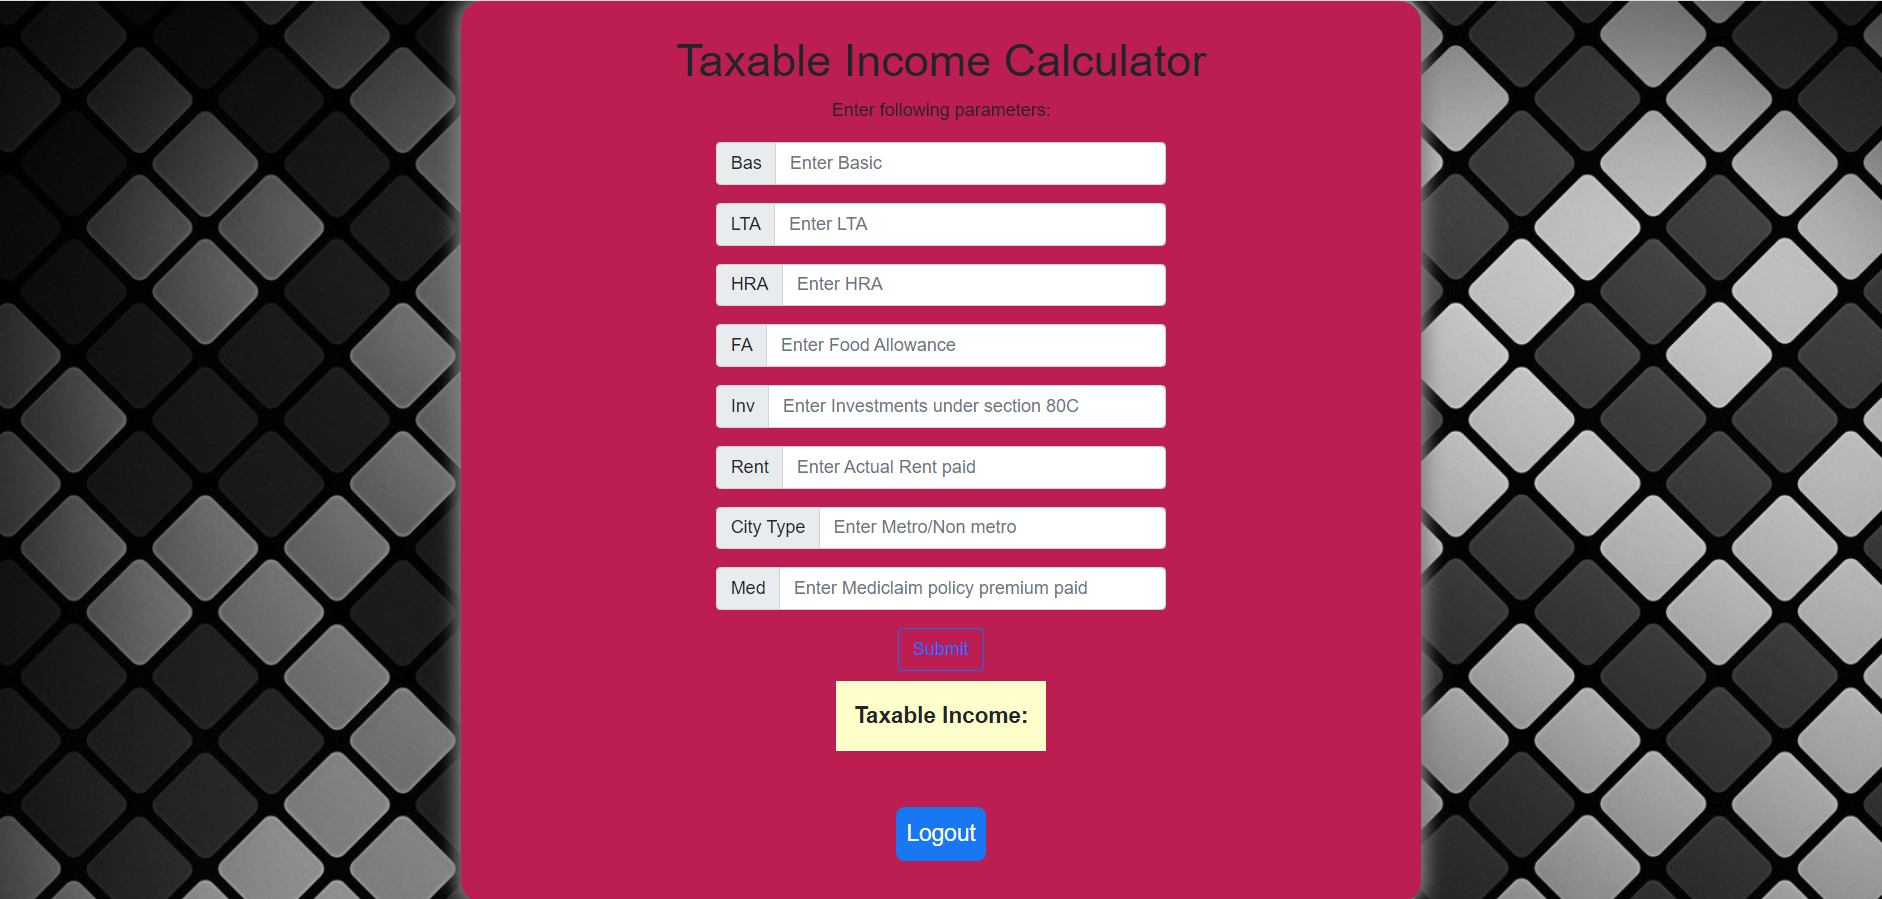 Taxable Income Calculator
Enter following parameters:
Bas Enter Basic
LTA Enter LTA
HRA Enter HRA
FA Enter Food Allowance
Inv Enter Investments under section 80C
Rent Enter Actual Rent paid
City Type Enter Metro/Non metro
Med Enter Mediclaim policy premium paid
Submit
Taxable Income:
Logout